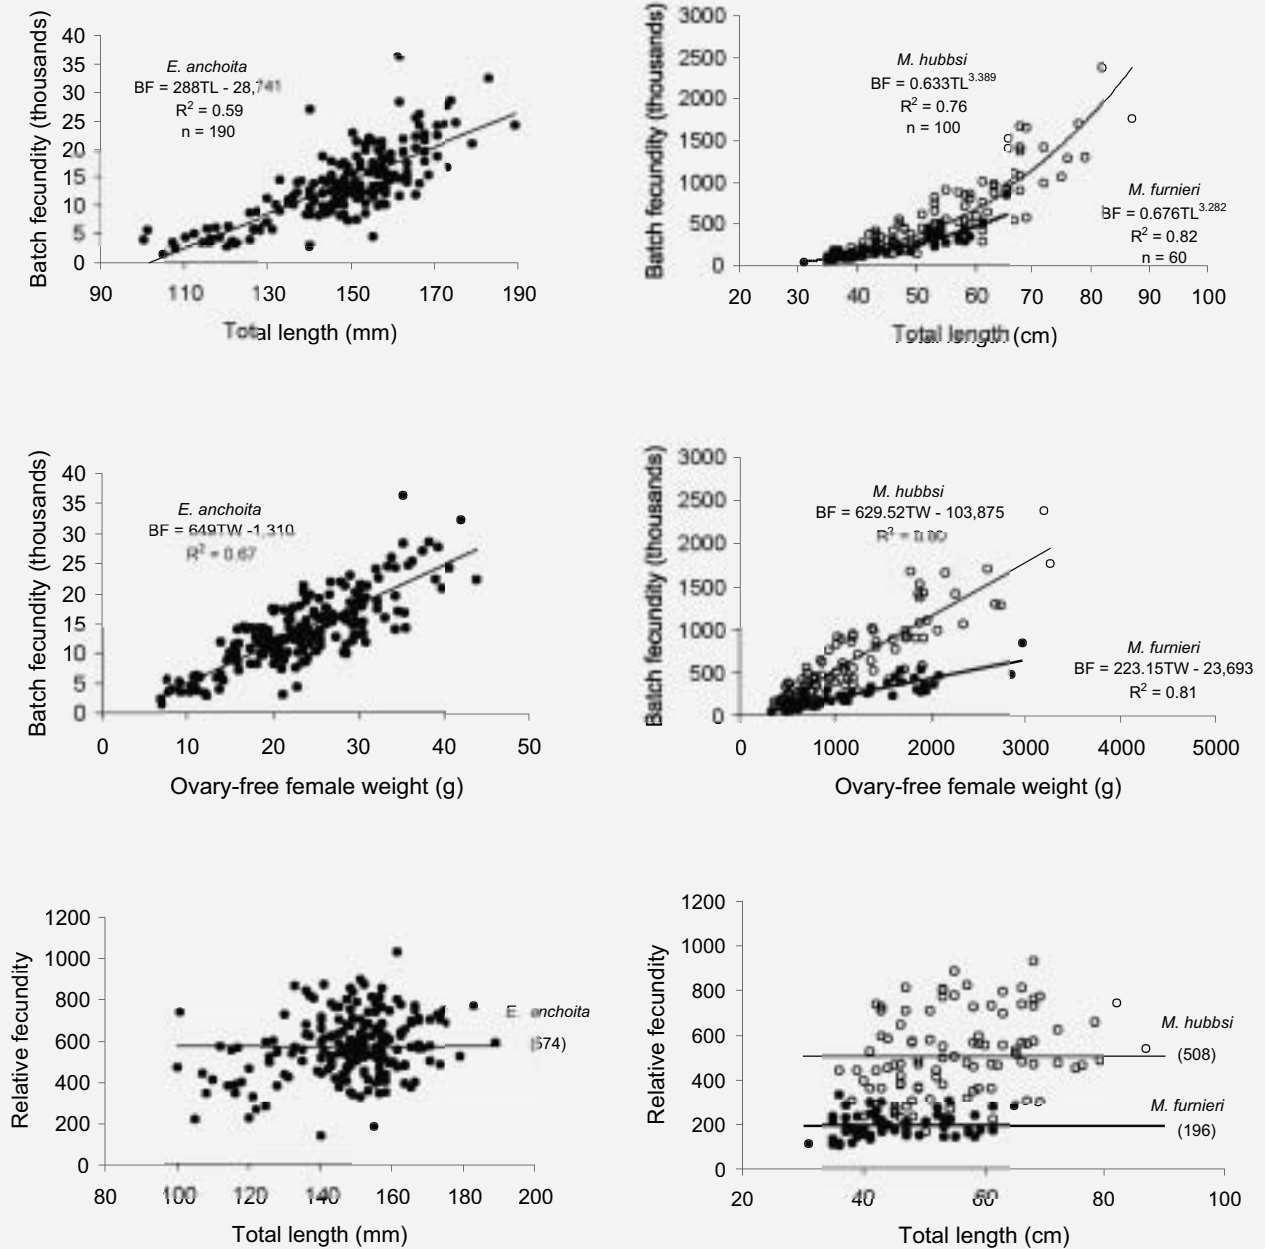 Batch fecundity (thousands)
40
35
30
25
20
15
10
5
0
E. anchoita
BF = 288TL - 28,741
R² = 0.59
n = 190
90 110 130 150 170 190
Total length (mm)
Batch fecundity (thousands)
3000
2500
2000
1500
1000
500
0
M. hubbsi
BF = 0.633TL^3.389
R² = 0.76
n = 100
M. furnieri
BF = 0.676TL^3.282
R² = 0.82
n = 60
20 30 40 50 60 70 80 90 100
Total length (cm)
Batch fecundity (thousands)
40
35
30
25
20
15
10
5
0
E. anchoita
BF = 649TW -1,310
R² = 0.67
0 10 20 30 40 50
Ovary-free female weight (g)
Batch fecundity (thousands)
3000
2500
2000
1500
1000
500
0
M. hubbsi
BF = 629.52TW - 103,875
R² =
M. furnieri
BF = 223.15TW - 23,693
R² = 0.81
0 1000 2000 3000 4000 5000
Ovary-free female weight (g)
Relative fecundity
1200
1000
800
600
400
200
0
E. anchoita
(574)
80 100 120 140 160 180 200
Total length (mm)
Relative fecundity
1200
1000
800
600
400
200
0
M. hubbsi
(508)
M. furnieri
(196)
20 40 60 80 100
Total length (cm)